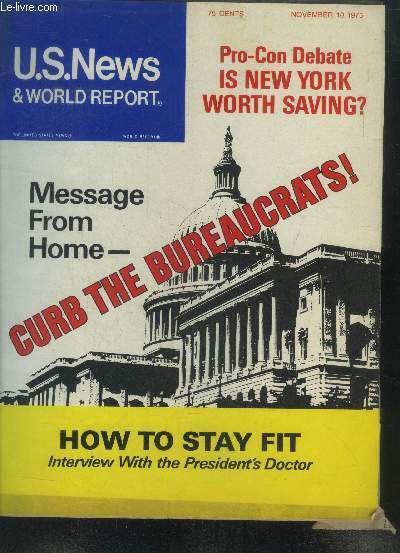 Le-livre.com
75 CENTS
NOVEMBER 10 1975
U.S.News
& WORLD REPORT®
Pro-Con Debate
IS NEW YORK
WORTH SAVING?
Message
From
Home—
CURB THE BUREAUCRATS!
HOW TO STAY FIT
Interview With the President's Doctor